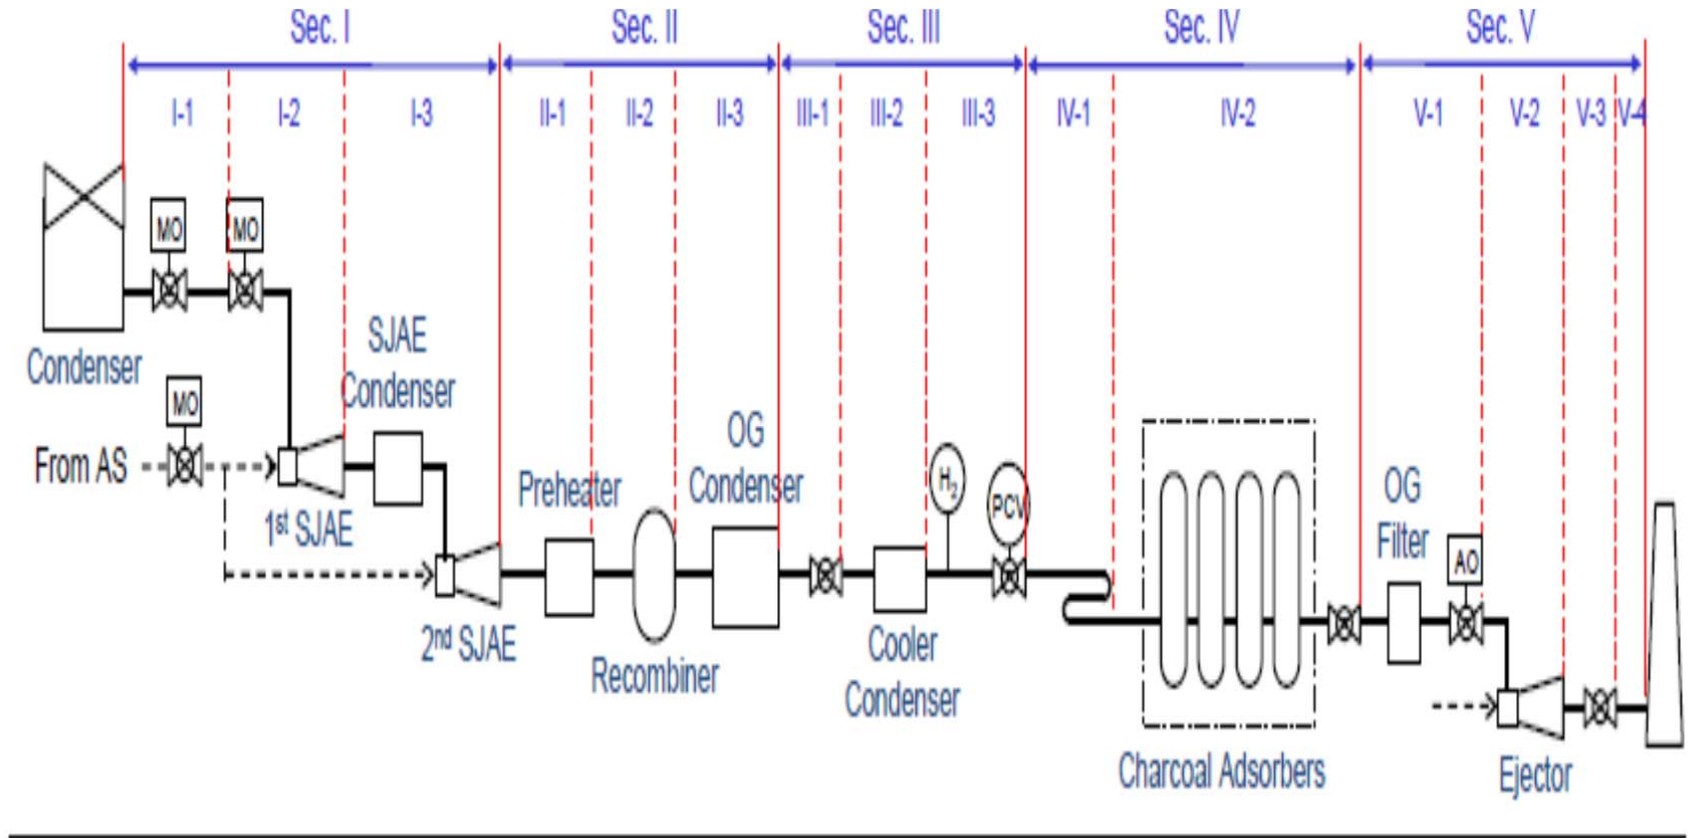 Sec. I Sec. II Sec. III Sec. IV Sec. V
I-1 I-2 I-3 II-1 II-2 II-3 III-1 III-2 III-3 IV-1 IV-2 V-1 V-2 V-3 V-4
MO MO
Condenser
SJAE
Condenser
MO
From AS
1st SJAE
2nd SJAE
Preheater
Recombiner
OG
Condenser
Cooler
Condenser
H2
PCV
Charcoal Adsorbers
OG
Filter
AO
Ejector